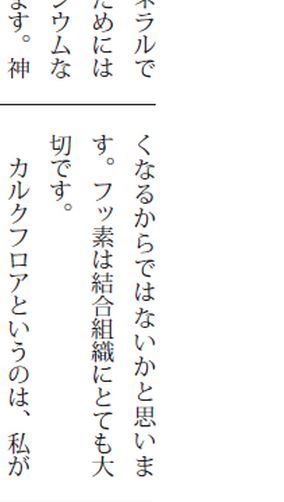 ネラルで
ためには
シウムな
ます。神
くなるからではないかと思いま
す。フッ素は結合組織にとても大
切です。
カルクフロアというのは、私が